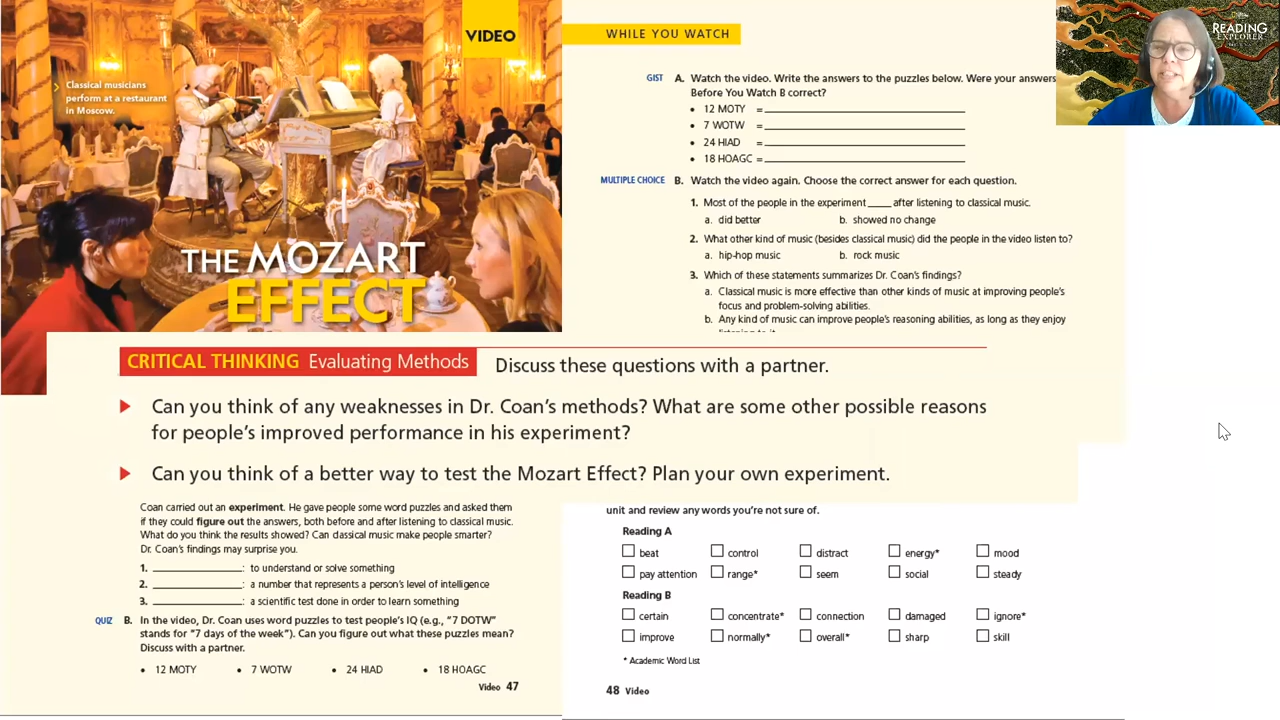 VIDEO
Classical musicians
perform at a restaurant
in Moscow.
THE MOZART
EFFECT
WHILE YOU WATCH
READING
EXPLORER
GIST A. Watch the video. Write the answers to the puzzles below. Were your answers
Before You Watch B correct?
• 12 MOTY =
• 7 WOTW =
• 24 HIAD =
• 18 HOAGC =
MULTIPLE CHOICE B. Watch the video again. Choose the correct answer for each question.
1. Most of the people in the experiment ____ after listening to classical music.
a. did better b. showed no change
2. What other kind of music (besides classical music) did the people in the video listen to?
a. hip-hop music b. rock music
3. Which of these statements summarizes Dr. Coan's findings?
a. Classical music is more effective than other kinds of music at improving people's
focus and problem-solving abilities.
b. Any kind of music can improve people's reasoning abilities, as long as they enjoy
CRITICAL THINKING Evaluating Methods Discuss these questions with a partner.
Can you think of any weaknesses in Dr. Coan's methods? What are some other possible reasons
for people's improved performance in his experiment?
Can you think of a better way to test the Mozart Effect? Plan your own experiment.
Coan carried out an experiment. He gave people some word puzzles and asked them
if they could figure out the answers, both before and after listening to classical music.
What do you think the results showed? Can classical music make people smarter?
Dr. Coan's findings may surprise you.
1. ____________: to understand or solve something
2. ____________: a number that represents a person's level of intelligence
3. ____________: a scientific test done in order to learn something
QUIZ B. In the video, Dr. Coan uses word puzzles to test people's IQ (e.g., "7 DOTW"
stands for "7 days of the week"). Can you figure out what these puzzles mean?
Discuss with a partner.
• 12 MOTY • 7 WOTW • 24 HIAD • 18 HOAGC
Video 47
unit and review any words you're not sure of.
Reading A
beat control distract energy* mood
pay attention range* seem social steady
Reading B
certain concentrate* connection damaged ignore*
improve normally* overall* sharp skill
* Academic Word List
48 Video